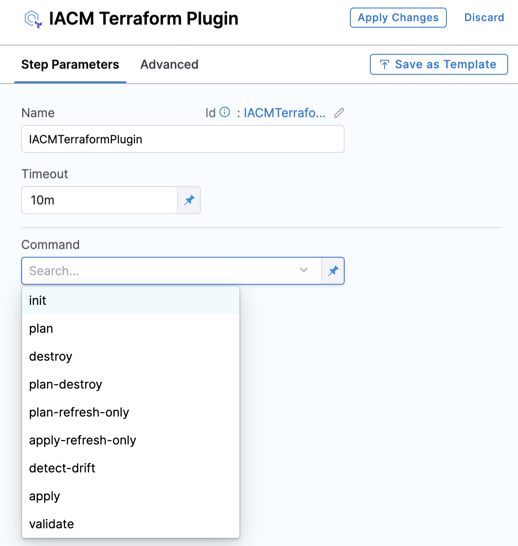 IACM Terraform Plugin
Apply Changes
Discard
Step Parameters
Advanced
Save as Template
Name
Id : IACMTerrafo...
IACMTerraformPlugin
Timeout
10m
Command
Search...
init
plan
destroy
plan-destroy
plan-refresh-only
apply-refresh-only
detect-drift
apply
validate